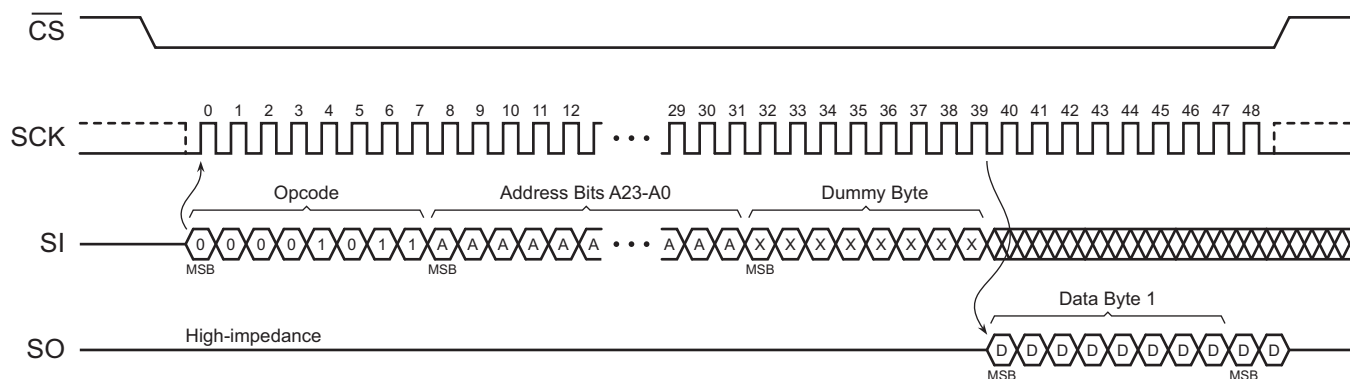 CS
0 1 2 3 4 5 6 7 8 9 10 11 12 29 30 31 32 33 34 35 36 37 38 39 40 41 42 43 44 45 46 47 48
SCK
Opcode Address Bits A23-A0 Dummy Byte
SI 0 0 0 0 1 0 1 1 A A A A A A A A A X X X X X X X X
MSB MSB MSB
Data Byte 1
High-impedance
SO D D D D D D D D D D
MSB MSB